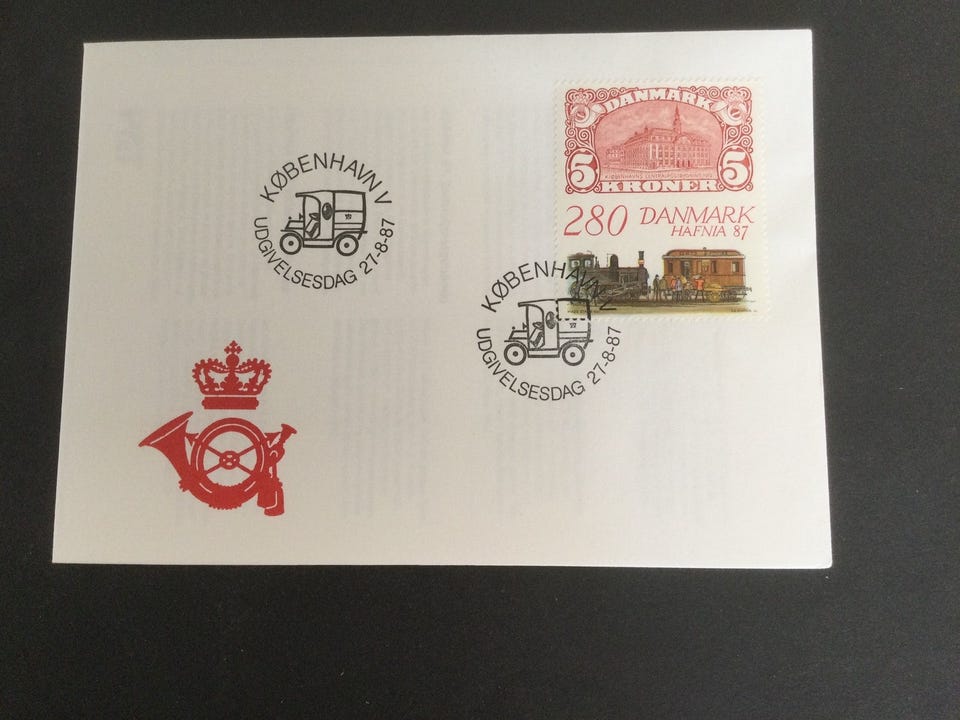 KØBENHAVN V
UDGIVELSESDAG 27-8-87
DANMARK
5 5
KRONER
280 DANMARK
HAFNIA 87
KØBENHAVN V
UDGIVELSESDAG 27-8-87